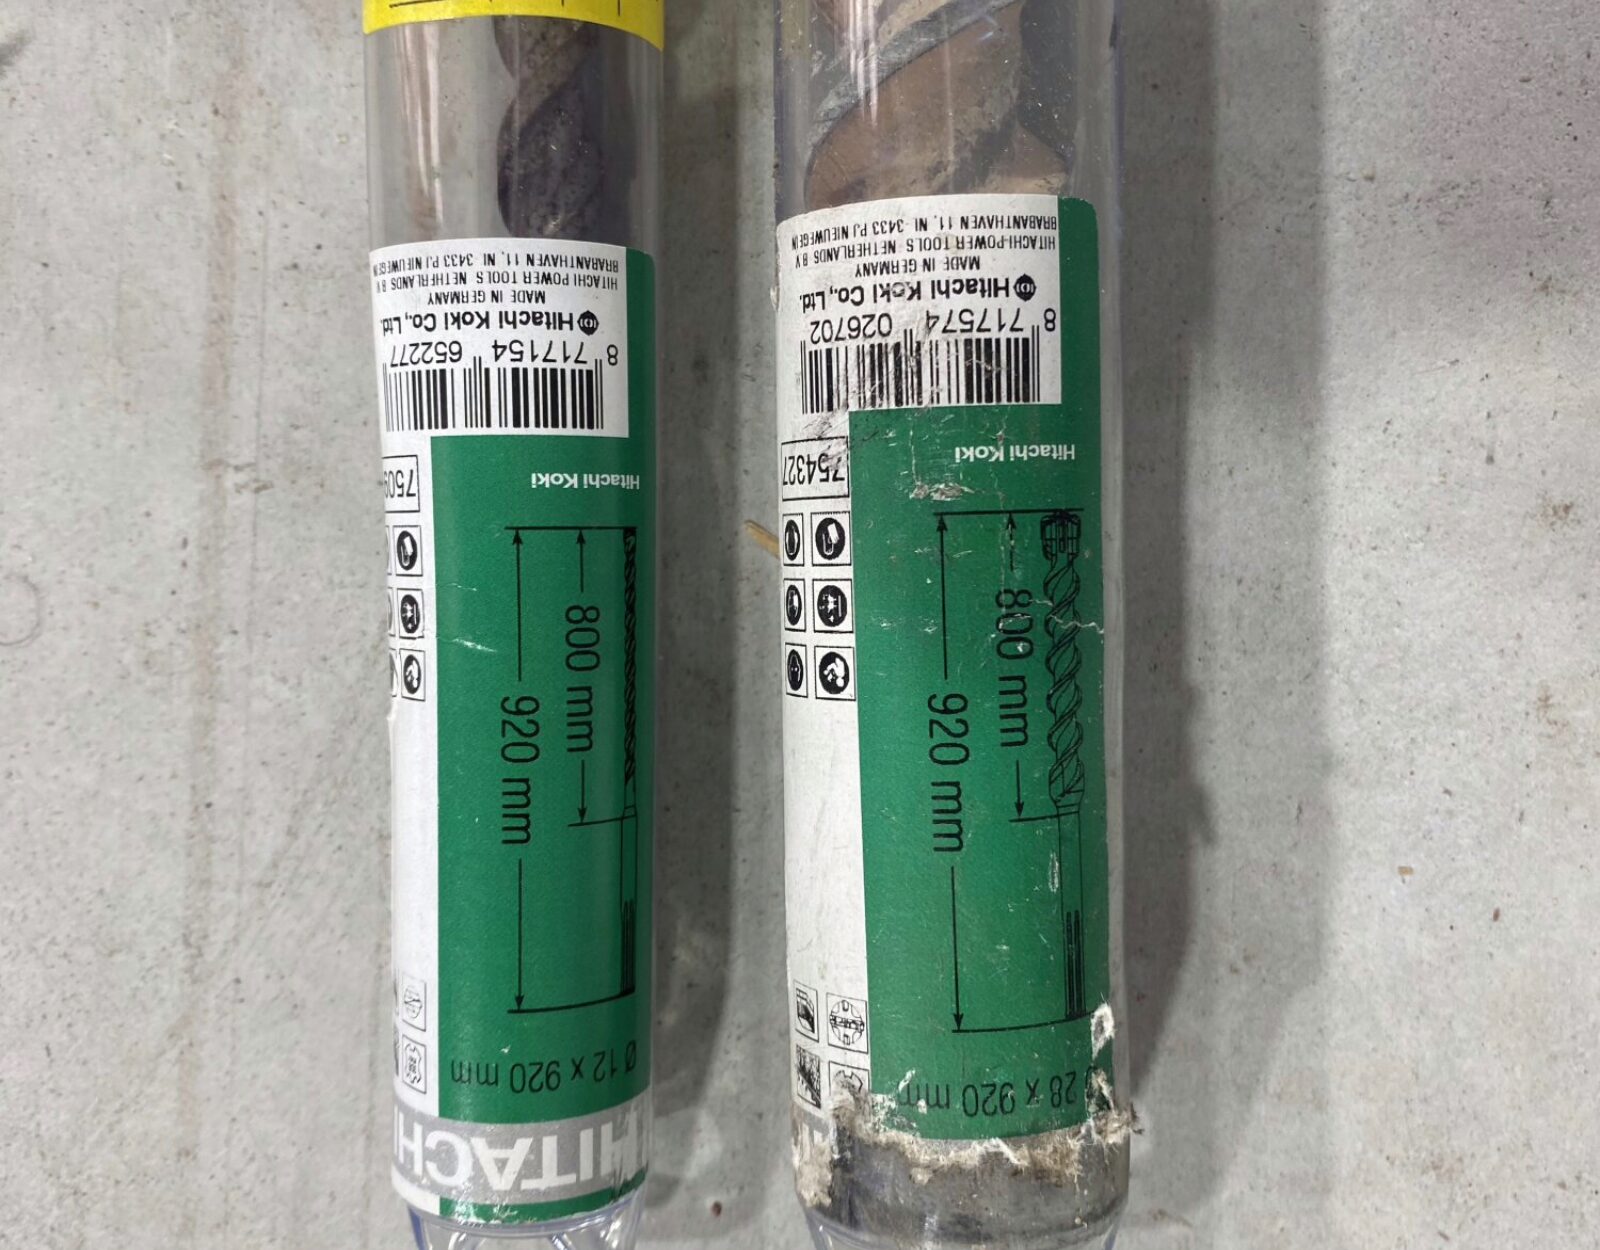 28 x 920 mm
920 mm
800 mm
Hitachi Koki
754327
8 717574 026702
Hitachi Koki Co., Ltd.
MADE IN GERMANY
HITACHI POWER TOOLS NETHERLANDS B.V
BRABANTHAVEN 11, NL-3433 PJ NIEUWEGEIN
HITACH
Ø 12 x 920 mm
920 mm
800 mm
Hitachi Koki
8 717154 652277
Hitachi Koki Co., Ltd.
MADE IN GERMANY
HITACHI POWER TOOLS NETHERLANDS B.V
BRABANTHAVEN 11, NL-3433 PJ NIEUWEGEIN